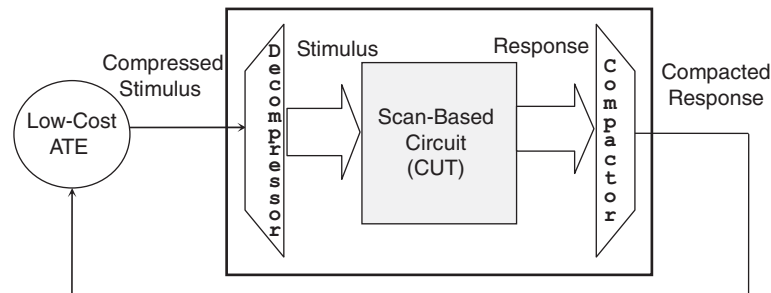 Compressed
Stimulus
Low-Cost
ATE
Decompressor
Stimulus
Scan-Based
Circuit
(CUT)
Response
Compactor
Compacted
Response